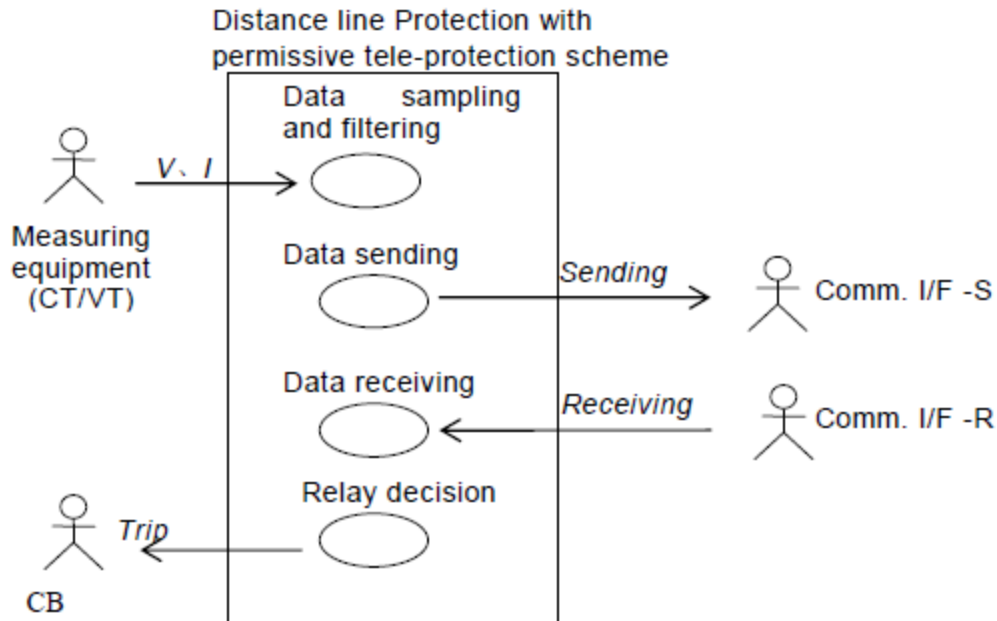 Distance line Protection with
permissive tele-protection scheme
Data sampling
and filtering
V、I
Measuring
equipment
(CT/VT)
Data sending
Sending
Comm. I/F -S
Data receiving
Receiving
Comm. I/F -R
Relay decision
Trip
CB